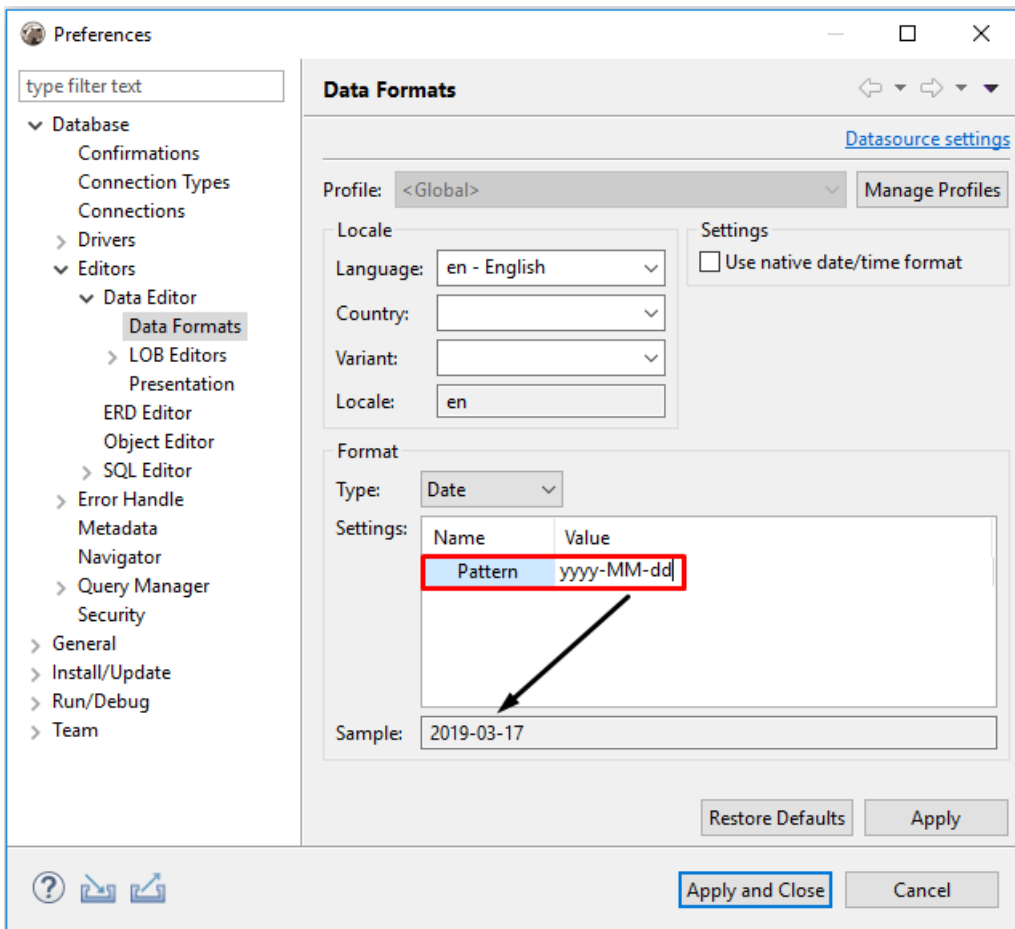 Preferences
type filter text
Database
Confirmations
Connection Types
Connections
Drivers
Editors
Data Editor
Data Formats
LOB Editors
Presentation
ERD Editor
Object Editor
SQL Editor
Error Handle
Metadata
Navigator
Query Manager
Security
General
Install/Update
Run/Debug
Team
Data Formats
Datasource settings
Profile: <Global> Manage Profiles
Locale
Language: en - English
Country:
Variant:
Locale: en
Settings
Use native date/time format
Format
Type: Date
Settings: Name Value
Pattern yyyy-MM-dd
Sample: 2019-03-17
Restore Defaults Apply
? Apply and Close Cancel